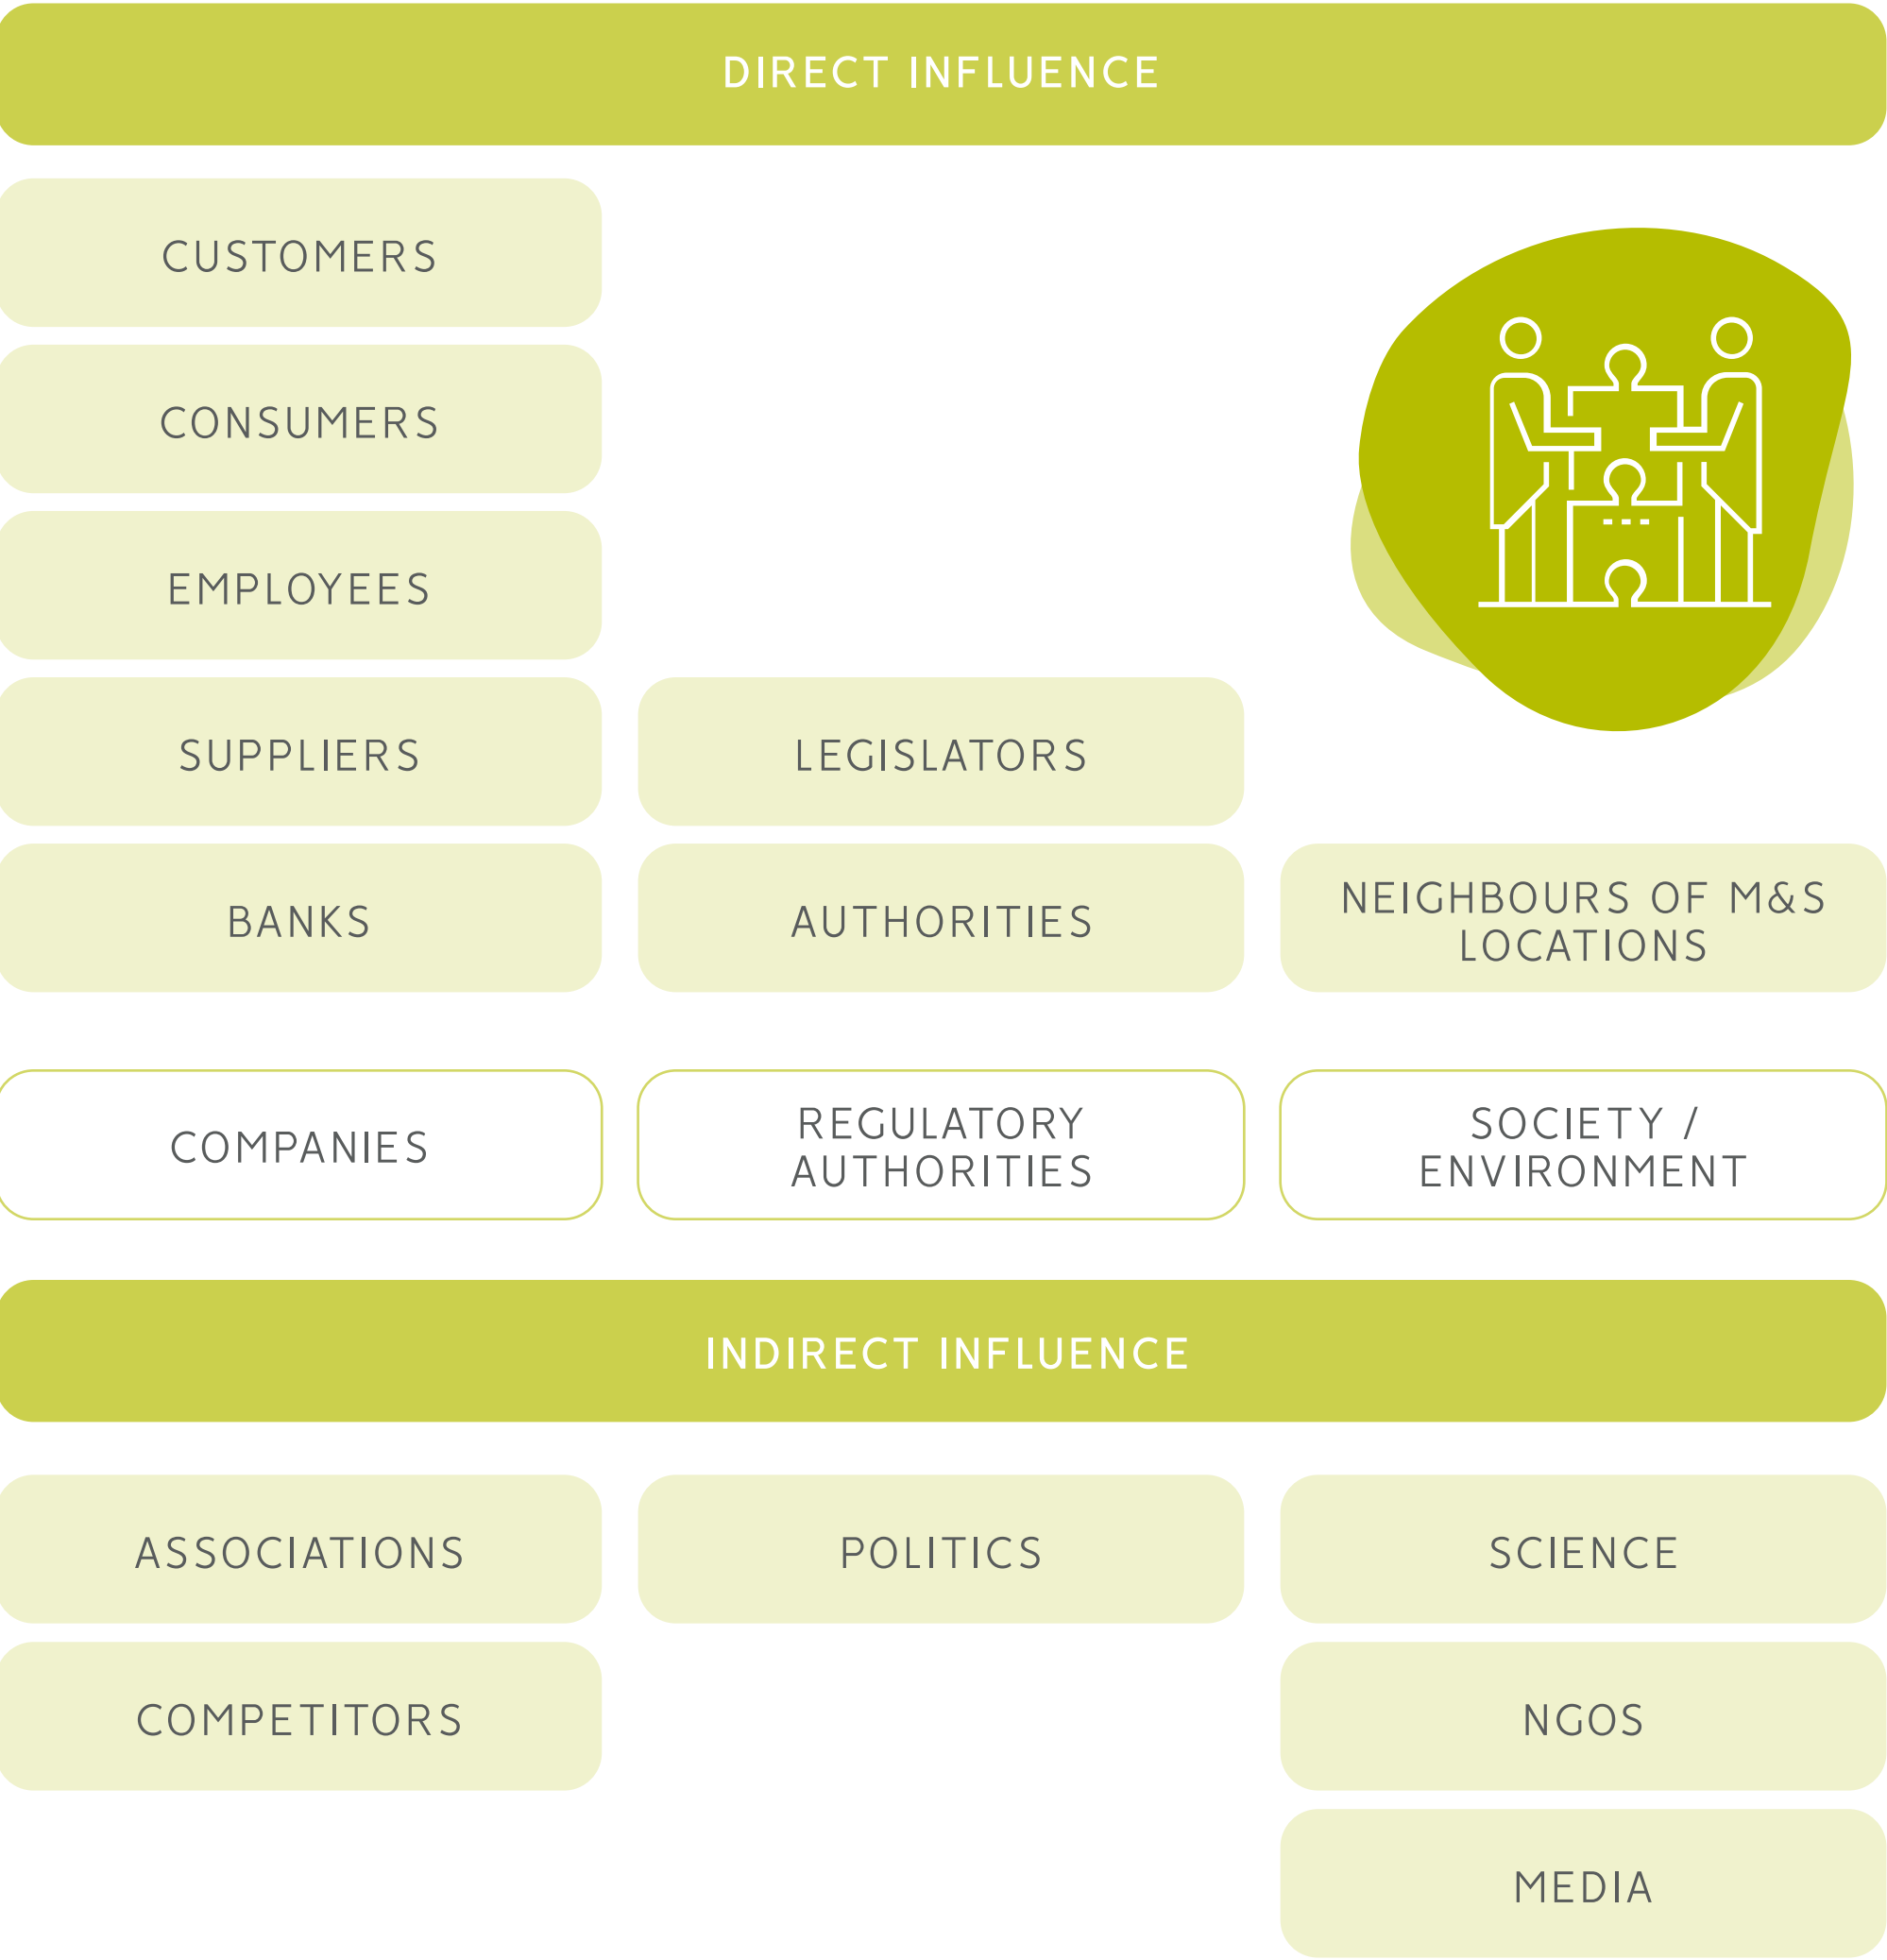 DIRECT INFLUENCE
CUSTOMERS
CONSUMERS
EMPLOYEES
SUPPLIERS
LEGISLATORS
BANKS
AUTHORITIES
NEIGHBOURS OF M&S
LOCATIONS
COMPANIES
REGULATORY
AUTHORITIES
SOCIETY /
ENVIRONMENT
INDIRECT INFLUENCE
ASSOCIATIONS
POLITICS
SCIENCE
COMPETITORS
NGOS
MEDIA